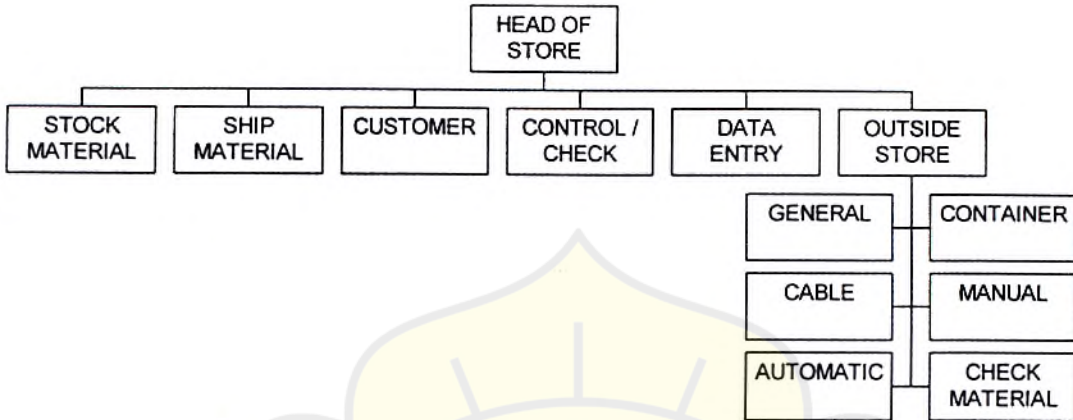 HEAD OF
STORE
STOCK
MATERIAL
SHIP
MATERIAL
CUSTOMER
CONTROL /
CHECK
DATA
ENTRY
OUTSIDE
STORE
GENERAL
CONTAINER
CABLE
MANUAL
AUTOMATIC
CHECK
MATERIAL